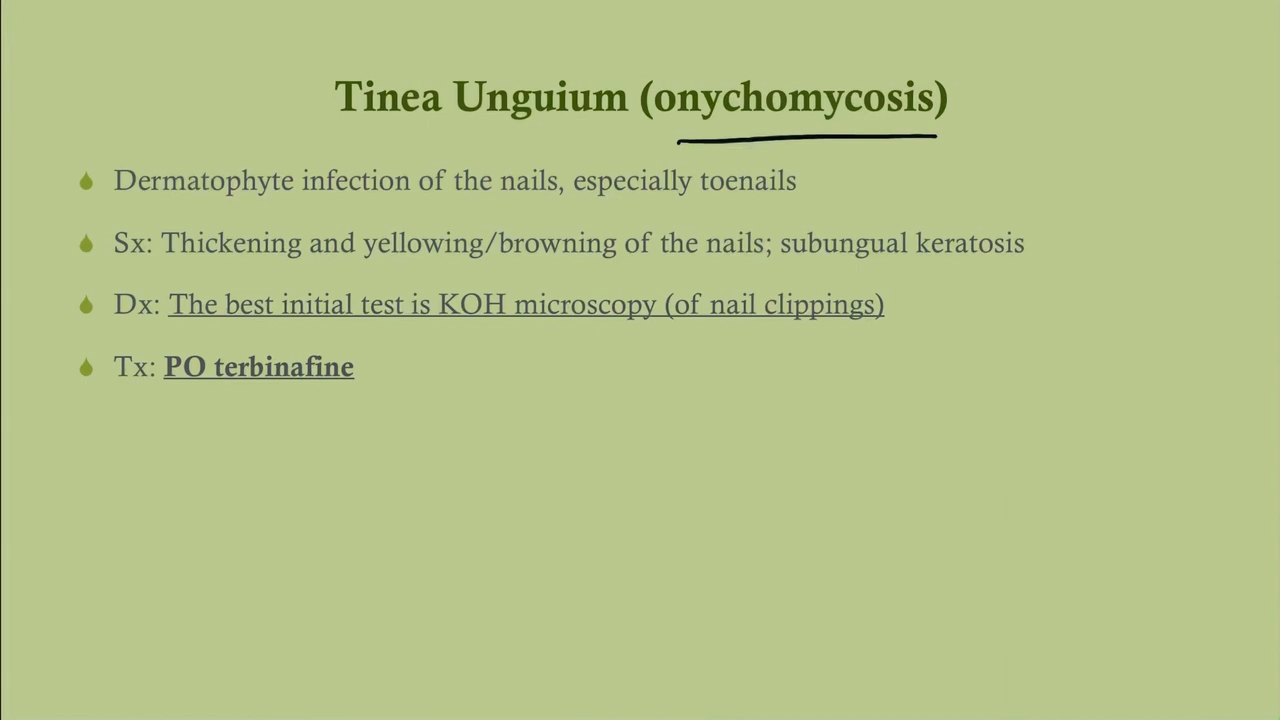 Tinea Unguium (onychomycosis)
Dermatophyte infection of the nails, especially toenails
Sx: Thickening and yellowing/browning of the nails; subungual keratosis
Dx: The best initial test is KOH microscopy (of nail clippings)
Tx: PO terbinafine